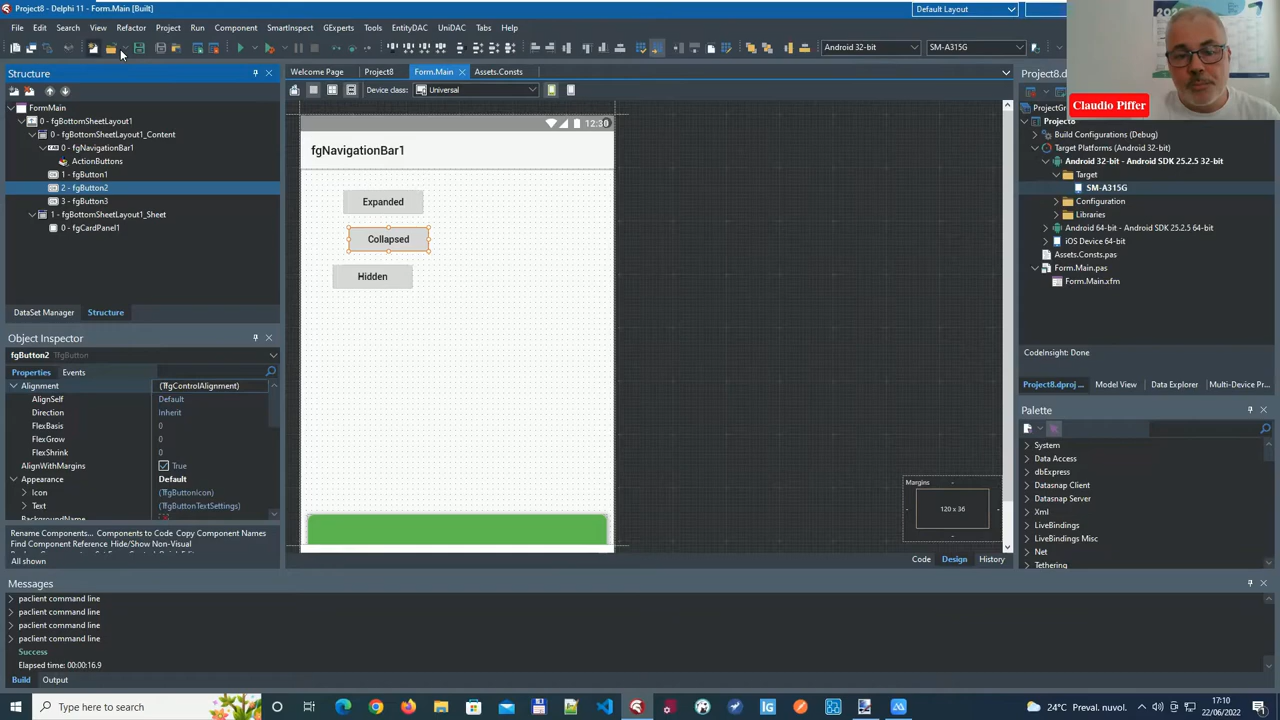 Project8 - Delphi 11 - Form.Main [Built]
Default Layout
File Edit Search View Refactor Project Run Component SmartInspect GExperts Tools EntityDAC UniDAC Tabs Help
Android 32-bit
SM-A315G
Claudio Piffer
Structure
FormMain
0 - fgBottomSheetLayout1
0 - fgBottomSheetLayout1_Content
0 - fgNavigationBar1
ActionButtons
1 - fgButton1
2 - fgButton2
3 - fgButton3
1 - fgBottomSheetLayout1_Sheet
0 - fgCardPanel1
DataSet Manager Structure
Object Inspector
fgButton2 TfgButton
Properties Events
Alignment (TfgControlAlignment)
AlignSelf Default
Direction Inherit
FlexBasis 0
FlexGrow 0
FlexShrink 0
AlignWithMargins True
Appearance Default
Icon (TfgButtonIcon)
Text (TfgButtonTextSettings)
BackgroundName
Rename Components... Components to Code Copy Component Names
Find Component Reference Hide/Show Non-Visual
All shown
Welcome Page Project8 Form.Main Assets.Consts
Device class: Universal
12:30
fgNavigationBar1
Expanded
Collapsed
Hidden
Margins
120 x 36
Code Design History
Project8.d
ProjectG
Project8
Build Configurations (Debug)
Target Platforms (Android 32-bit)
Android 32-bit - Android SDK 25.2.5 32-bit
Target
SM-A315G
Configuration
Libraries
Android 64-bit - Android SDK 25.2.5 64-bit
iOS Device 64-bit
Assets.Consts.pas
Form.Main.pas
Form.Main.xfm
CodeInsight: Done
Project8.dproj ... Model View Data Explorer Multi-Device Pr...
Palette
System
Data Access
dbExpress
Datasnap Client
Datasnap Server
Xml
LiveBindings
LiveBindings Misc
Net
Tethering
Messages
paclient command line
paclient command line
paclient command line
paclient command line
Success
Elapsed time: 00:00:16.9
Build Output
Type here to search
24°C Preval. nuvol.
17:10
22/06/2022